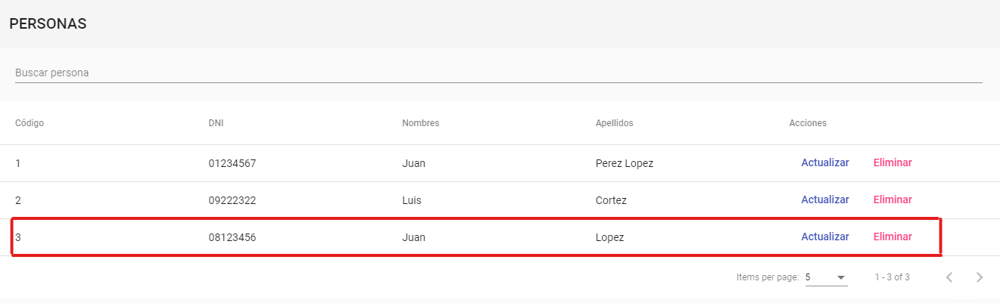 PERSONAS
Buscar persona
Código DNI Nombres Apellidos Acciones
1 01234567 Juan Perez Lopez Actualizar Eliminar
2 09222322 Luis Cortez Actualizar Eliminar
3 08123456 Juan Lopez Actualizar Eliminar
Items per page: 5 1 - 3 of 3